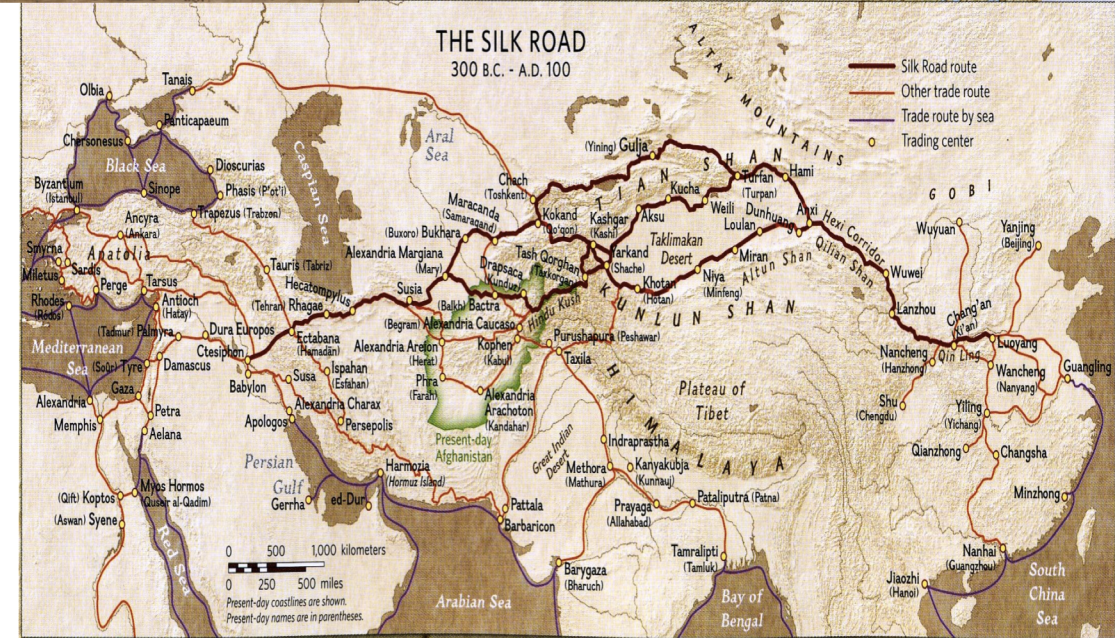 THE SILK ROAD
300 B.C. - A.D. 100
Silk Road route
Other trade route
Trade route by sea
Trading center
ALTAY MOUNTAINS
GOBI
TIAN SHAN
Tanais
Olbia
Panticapaeum
Chersonesus
Black Sea
Dioscurias
Phasis (P'ot'i)
Sinope
Byzantium
(Istanbul)
Trapezus (Trabzon)
Ancyra
(Ankara)
Anatolia
Smyrna
Sardis
Miletus
Perge
Tarsus
Rhodes
(Ródos)
Antioch
(Hatay)
(Tadmur) Palmyra
Dura Europos
Mediterranean
Sea
(Soûr) Tyre
Damascus
Ctesiphon
Babylon
Gaza
Alexandria
Memphis
Petra
Aelana
(Qift) Koptos
Myos Hormos
(Quseir al-Qadim)
(Aswan) Syene
Red Sea
Caspian Sea
Aral
Sea
Tauris (Tabriz)
Hecatompylus
(Tehran) Rhagae
Ectabana
(Hamadān)
Susia
Ispahan
(Esfahan)
Susa
Alexandria Charax
Apologos
Persepolis
Persian
Gulf
Gerrha
ed-Dur
Harmozia
(Hormuz Island)
Chach
(Toshkent)
Maracanda
(Samarqand)
(Buxoro) Bukhara
Alexandria Margiana
(Mary)
Kokand
(Qo'qon)
Kashgar
(Kashi)
Tash Qorghan
(Taxkorgan)
Drapsaca
(Kunduz)
(Balkh) Bactra
Hindu Kush
(Begram) Alexandria Caucaso
Alexandria Areion
(Herat)
Kophen
(Kabul)
Purushapura (Peshawar)
Taxila
Phra
(Farah)
Alexandria
Arachoton
(Kandahar)
Present-day
Afghanistan
(Yining) Gulja
Turfan
(Turpan)
Hami
Kucha
Aksu
Weili
Yarkand
(Shache)
Taklimakan
Desert
Loulan
Dunhuang
Anxi
Hexi Corridor
Miran
Altun Shan
Qilian Shan
Niya
(Minfeng)
Khotan
(Hotan)
KUNLUN SHAN
Wuwei
Lanzhou
Wuyuan
Yanjing
(Beijing)
Chang'an
(Xi'an)
Luoyang
Nancheng
(Hanzhong)
Qin Ling
Wancheng
(Nanyang)
Guangling
Shu
(Chengdu)
Yiling
(Yichang)
Qianzhong
Changsha
Minzhong
Nanhai
(Guangzhou)
Jiaozhi
(Hanoi)
South
China
Sea
Plateau of
Tibet
HIMALAYA
Great Indian
Desert
Indraprastha
Methora
(Mathura)
Kanyakubja
(Kunnauj)
Prayaga
(Allahabad)
Pataliputra (Patna)
Pattala
Barbaricon
Barygaza
(Bharuch)
Tamralipti
(Tamluk)
Arabian Sea
Bay of
Bengal
0 500 1,000 kilometers
0 250 500 miles
Present-day coastlines are shown.
Present-day names are in parentheses.